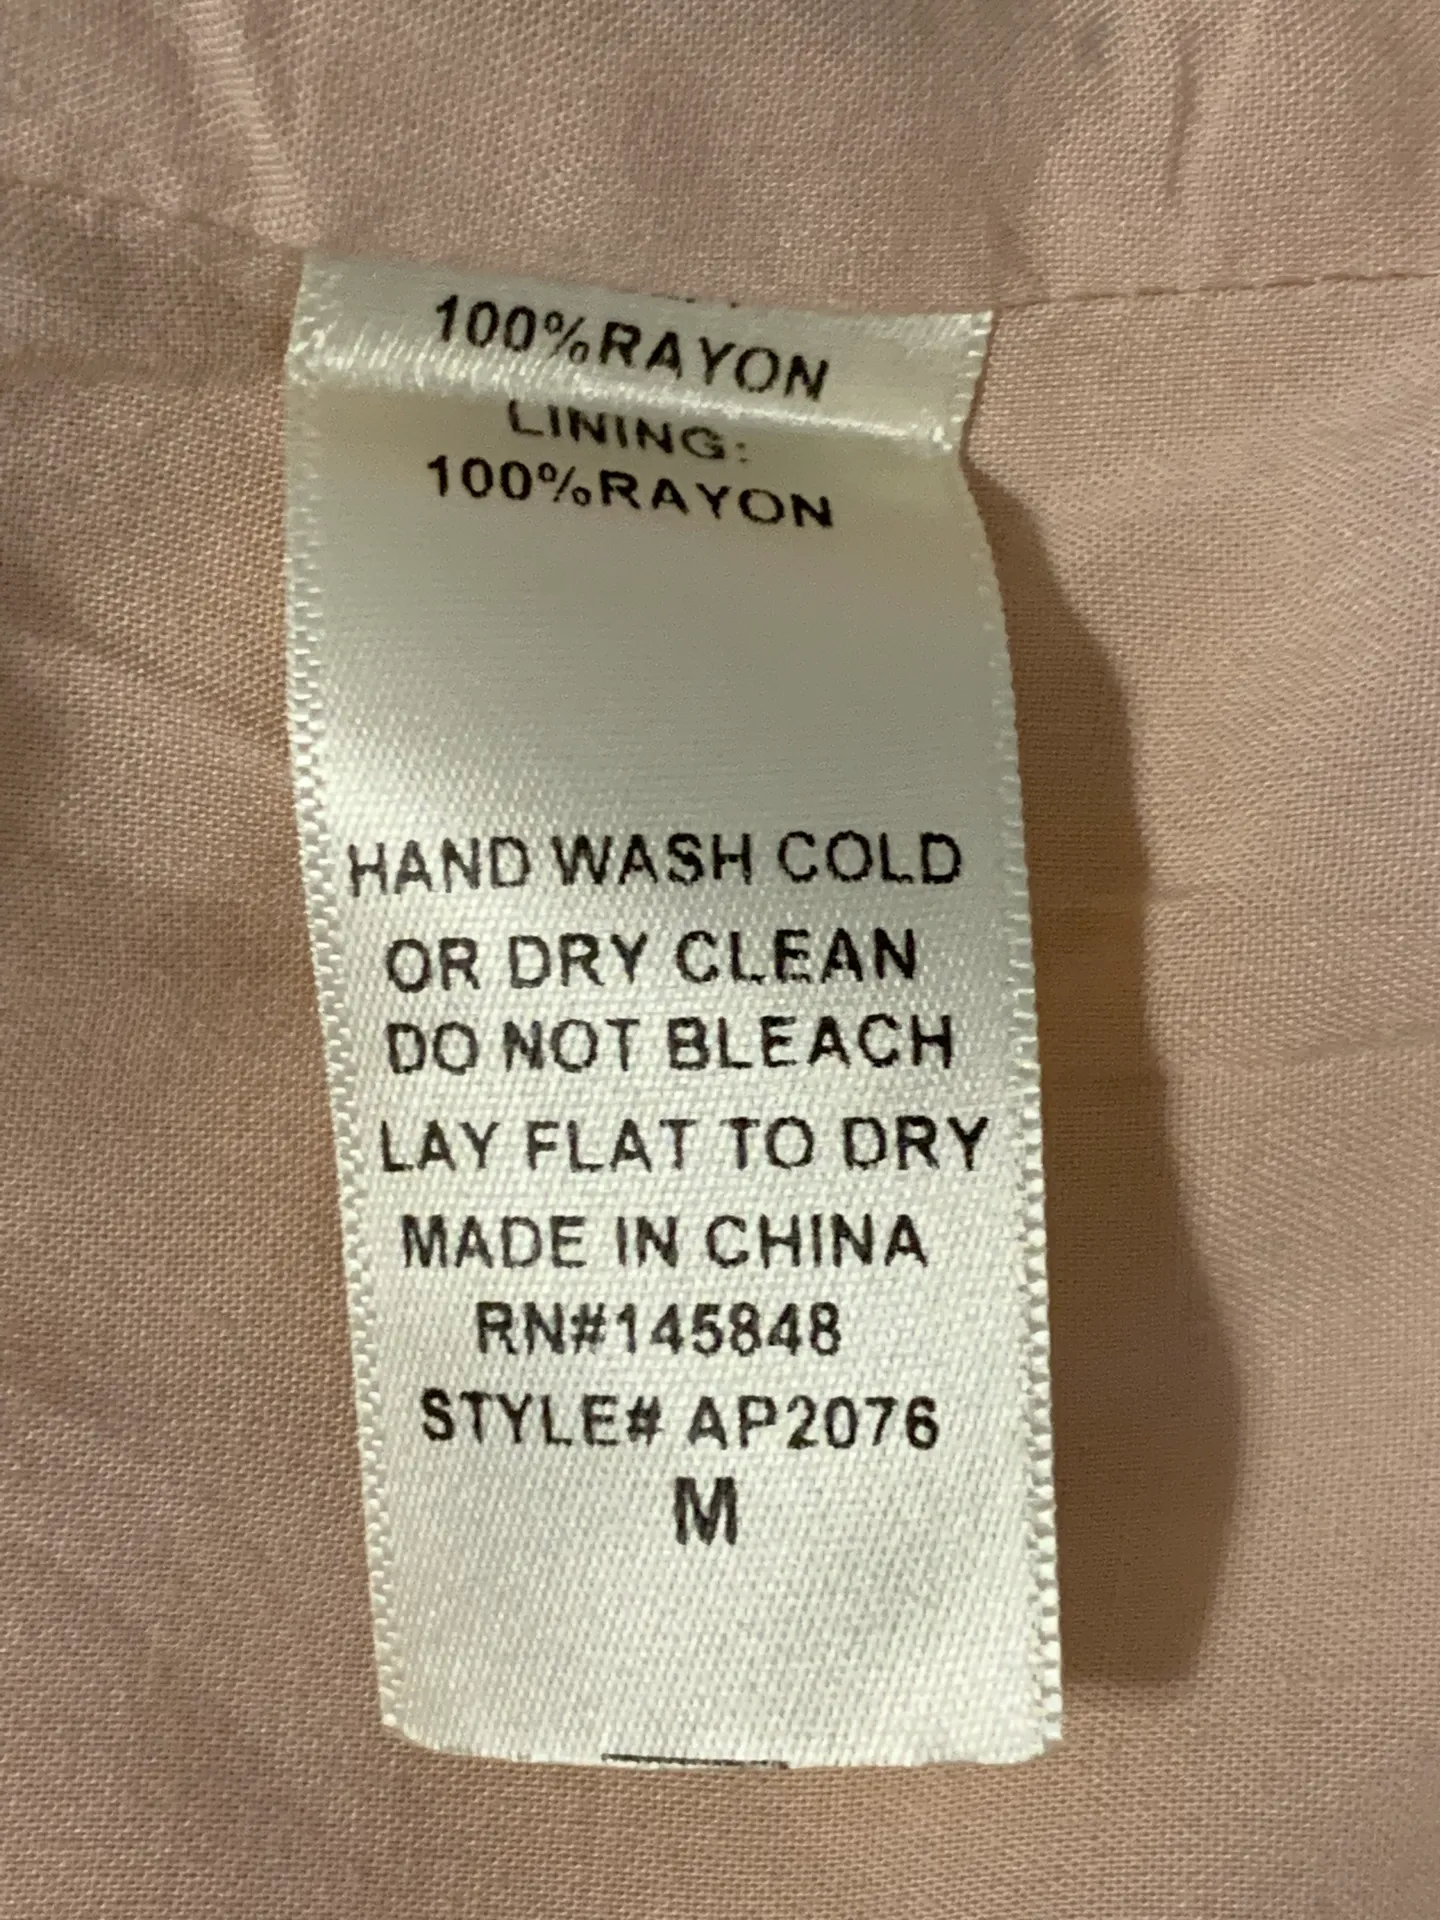 100%RAYON
LINING:
100%RAYON
HAND WASH COLD
OR DRY CLEAN
DO NOT BLEACH
LAY FLAT TO DRY
MADE IN CHINA
RN#145848
STYLE# AP2076
M